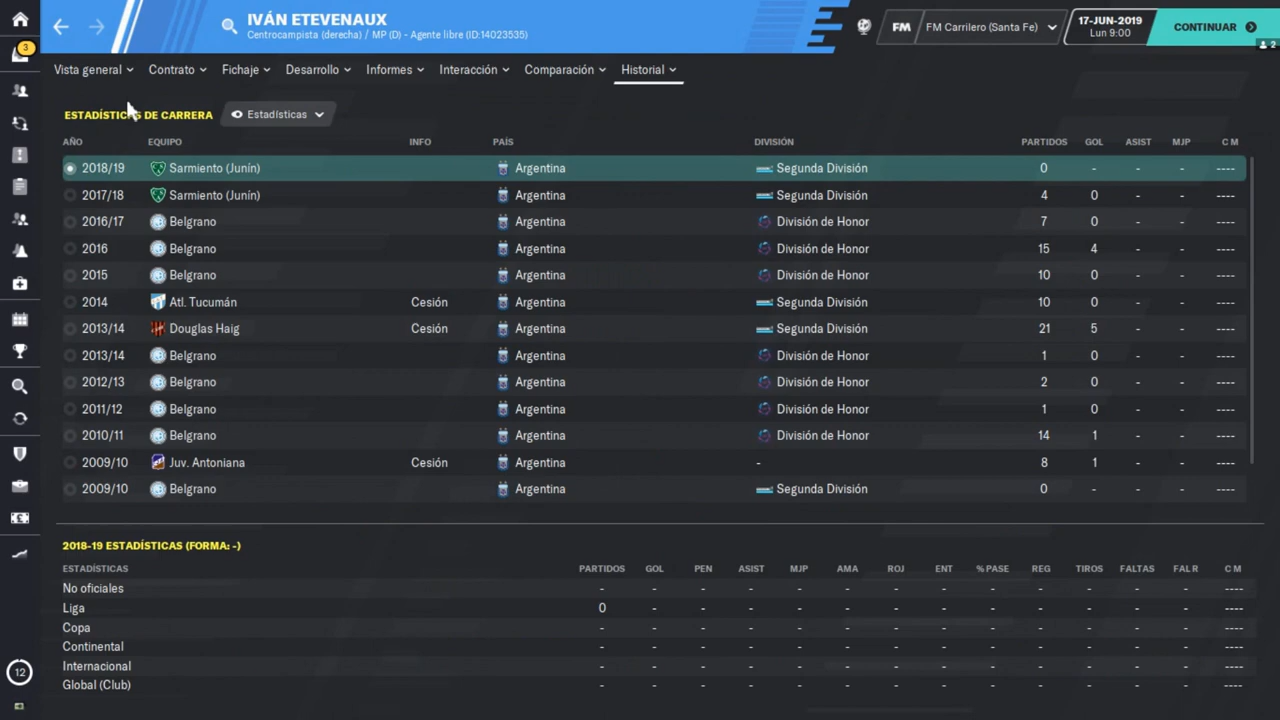 IVÁN ETEVENAUX
Centrocampista (derecha) / MP (D) - Agente libre (ID:14023535)
FM FM Carrilero (Santa Fe)
17-JUN-2019
Lun 9:00
CONTINUAR
3
2
Vista general Contrato Fichaje Desarrollo Informes Interacción Comparación Historial
ESTADÍSTICAS DE CARRERA Estadísticas
AÑO EQUIPO INFO PAÍS DIVISIÓN PARTIDOS GOL ASIST MJP C M
2018/19 Sarmiento (Junín) Argentina Segunda División 0 - - - ----
2017/18 Sarmiento (Junín) Argentina Segunda División 4 0 - - ----
2016/17 Belgrano Argentina División de Honor 7 0 - - ----
2016 Belgrano Argentina División de Honor 15 4 - - ----
2015 Belgrano Argentina División de Honor 10 0 - - ----
2014 Atl. Tucumán Cesión Argentina Segunda División 10 0 - - ----
2013/14 Douglas Haig Cesión Argentina Segunda División 21 5 - - ----
2013/14 Belgrano Argentina División de Honor 1 0 - - ----
2012/13 Belgrano Argentina División de Honor 2 0 - - ----
2011/12 Belgrano Argentina División de Honor 1 0 - - ----
2010/11 Belgrano Argentina División de Honor 14 1 - - ----
2009/10 Juv. Antoniana Cesión Argentina - 8 1 - - ----
2009/10 Belgrano Argentina Segunda División 0 - - - ----
2018-19 ESTADÍSTICAS (FORMA: -)
ESTADÍSTICAS PARTIDOS GOL PEN ASIST MJP AMA ROJ ENT % PASE REG TIROS FALTAS FAL R C M
No oficiales - - - - - - - - - - - - - ----
Liga 0 - - - - - - - - - - - - ----
Copa - - - - - - - - - - - - - ----
Continental - - - - - - - - - - - - - ----
Internacional - - - - - - - - - - - - - ----
Global (Club) - - - - - - - - - - - - - ----
12